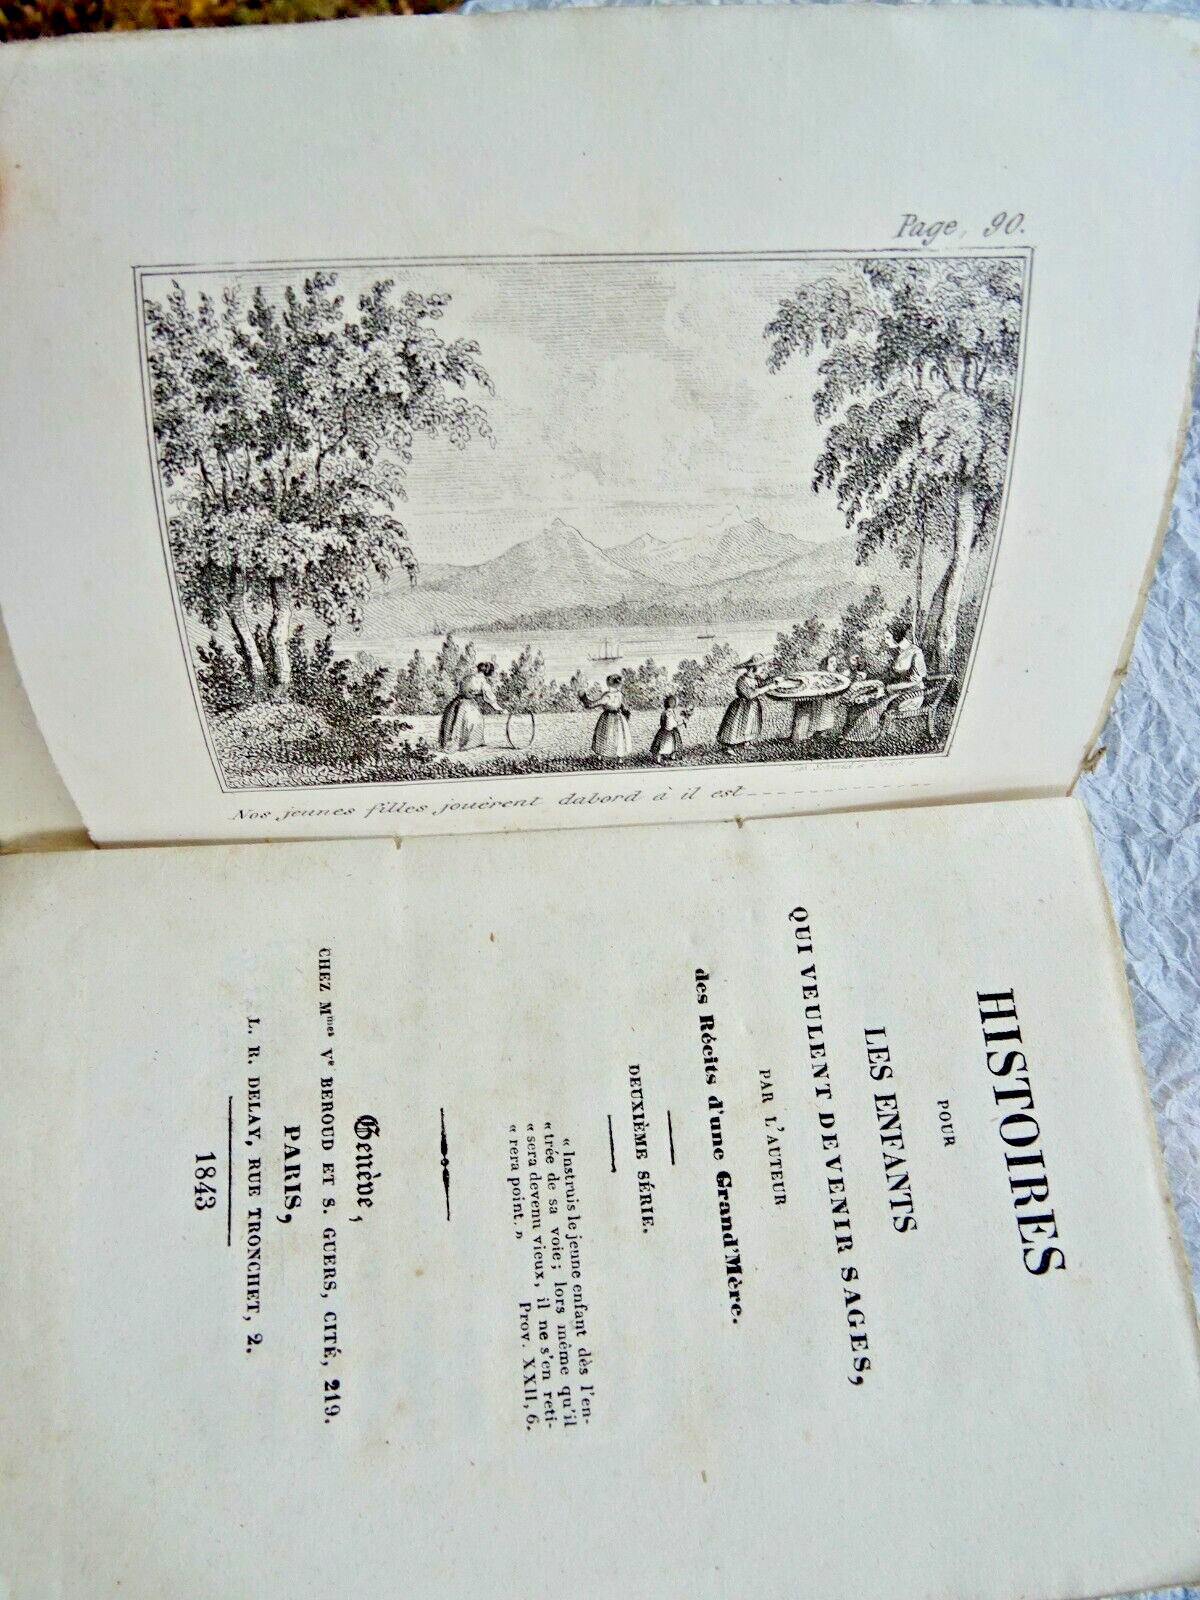 Page, 90.
Nos jeunes filles jouèrent dabord à il est
HISTOIRES
POUR
LES ENFANTS
QUI VEULENT DEVENIR SAGES,
PAR L'AUTEUR
des Récits d'une Grand'Mère.
DEUXIÈME SÉRIE.
« Instruis le jeune enfant dès l'en-
« trée de sa voie; lors même qu'il
« sera devenu vieux, il ne s'en reti-
« rera point. »
Prov. XXII, 6.
Genève,
CHEZ Mmes Ve BEROUD ET S. GUERS, CITÉ, 219.
PARIS,
L. R. DELAY, RUE TRONCHET, 2.
1843